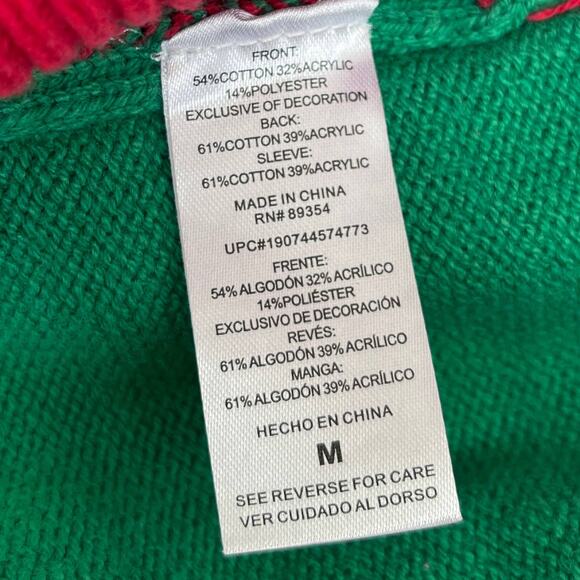 FRONT:
54%COTTON 32%ACRYLIC
14%POLYESTER
EXCLUSIVE OF DECORATION
BACK:
61%COTTON 39%ACRYLIC
SLEEVE:
61%COTTON 39%ACRYLIC
MADE IN CHINA
RN# 89354
UPC#190744574773
FRENTE:
54% ALGODÓN 32% ACRÍLICO
14%POLIÉSTER
EXCLUSIVO DE DECORACIÓN
REVÉS:
61% ALGODÓN 39% ACRÍLICO
MANGA:
61% ALGODÓN 39% ACRÍLICO
HECHO EN CHINA
M
SEE REVERSE FOR CARE
VER CUIDADO AL DORSO